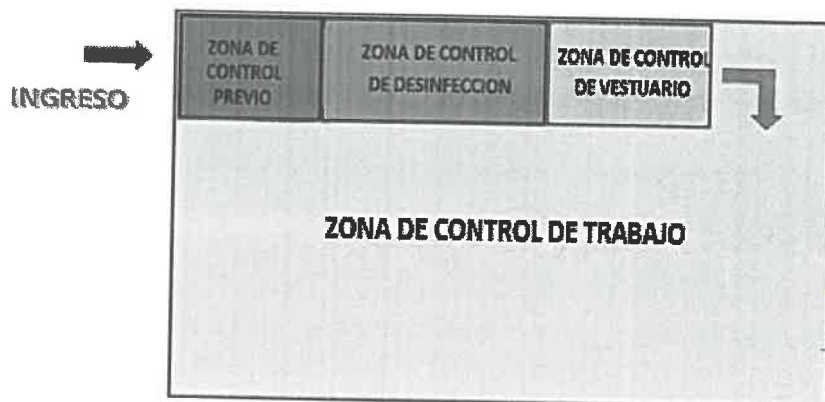 INGRESO
ZONA DE
CONTROL
PREVIO
ZONA DE CONTROL
DE DESINFECCION
ZONA DE CONTROL
DE VESTUARIO
ZONA DE CONTROL DE TRABAJO